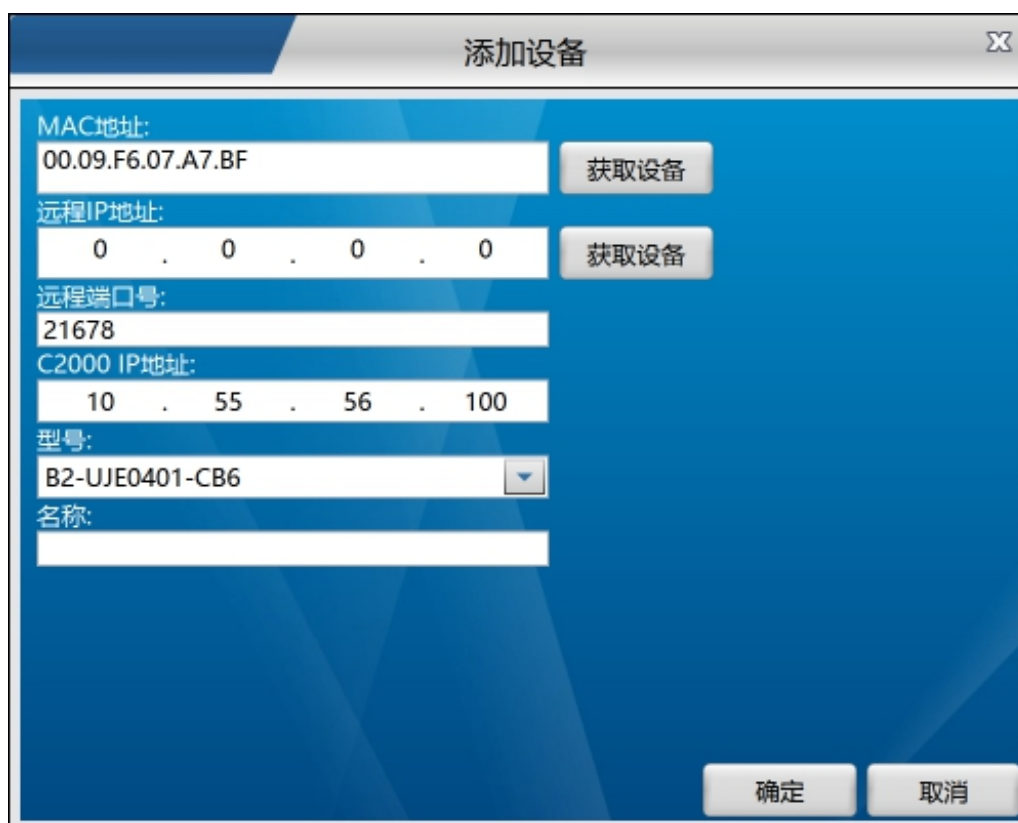 添加设备
MAC地址:
00.09.F6.07.A7.BF
获取设备
远程IP地址:
0 . 0 . 0 . 0
获取设备
远程端口号:
21678
C2000 IP地址:
10 . 55 . 56 . 100
型号:
B2-UJE0401-CB6
名称:
确定 取消